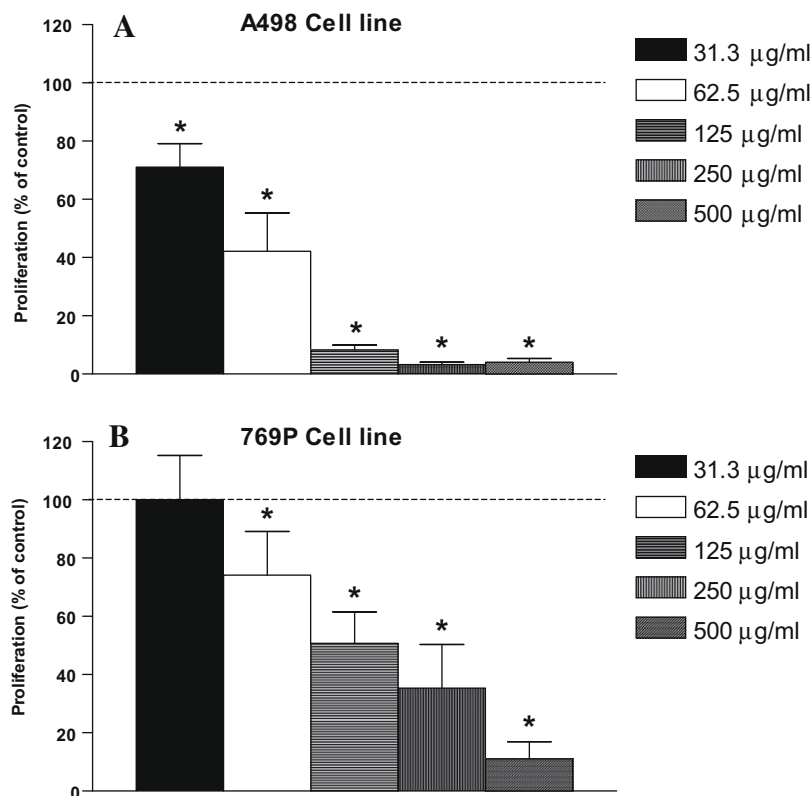 A
A498 Cell line
Proliferation (% of control)
120
100
80
60
40
20
0
*
*
*
*
*
31.3 μg/ml
62.5 μg/ml
125 μg/ml
250 μg/ml
500 μg/ml
B
769P Cell line
Proliferation (% of control)
120
100
80
60
40
20
0
*
*
*
*
31.3 μg/ml
62.5 μg/ml
125 μg/ml
250 μg/ml
500 μg/ml